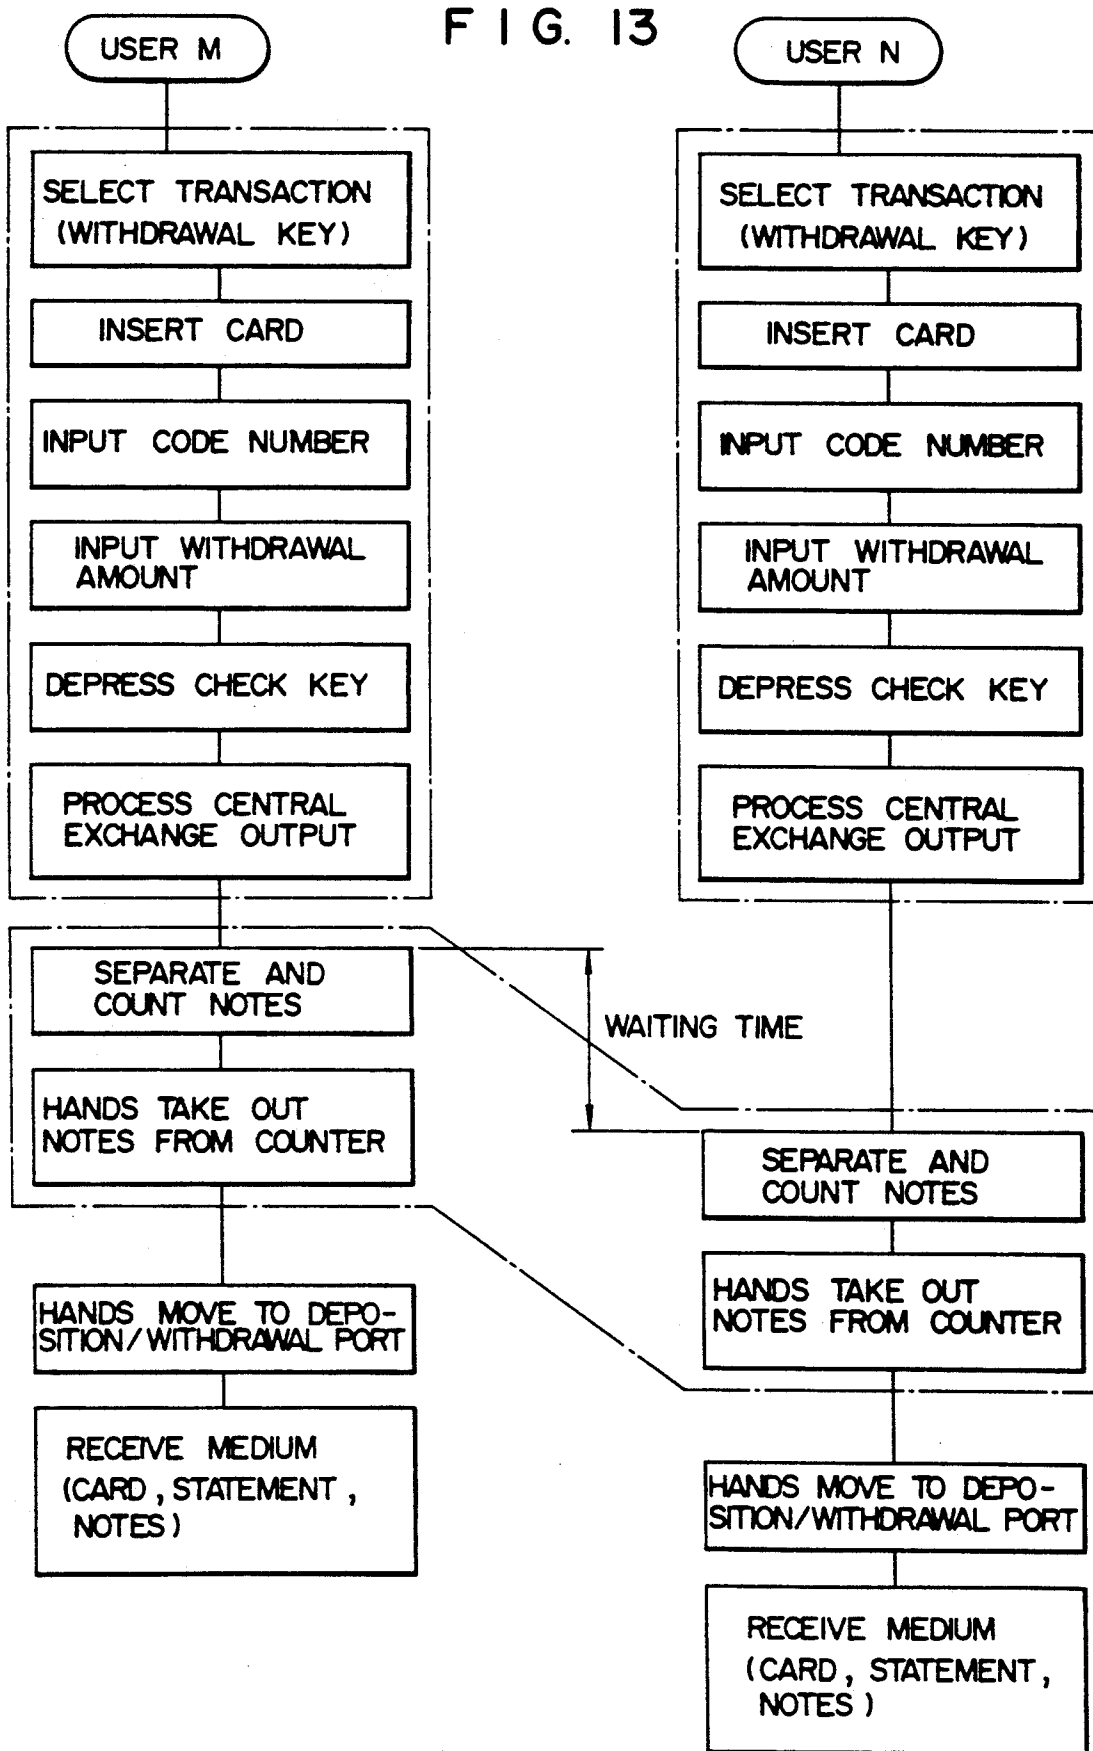 F I G. 13
USER M
SELECT TRANSACTION
(WITHDRAWAL KEY)
INSERT CARD
INPUT CODE NUMBER
INPUT WITHDRAWAL
AMOUNT
DEPRESS CHECK KEY
PROCESS CENTRAL
EXCHANGE OUTPUT
SEPARATE AND
COUNT NOTES
HANDS TAKE OUT
NOTES FROM COUNTER
HANDS MOVE TO DEPO-
SITION/WITHDRAWAL PORT
RECEIVE MEDIUM
(CARD, STATEMENT,
NOTES)
WAITING TIME
USER N
SELECT TRANSACTION
(WITHDRAWAL KEY)
INSERT CARD
INPUT CODE NUMBER
INPUT WITHDRAWAL
AMOUNT
DEPRESS CHECK KEY
PROCESS CENTRAL
EXCHANGE OUTPUT
SEPARATE AND
COUNT NOTES
HANDS TAKE OUT
NOTES FROM COUNTER
HANDS MOVE TO DEPO-
SITION/WITHDRAWAL PORT
RECEIVE MEDIUM
(CARD, STATEMENT,
NOTES)